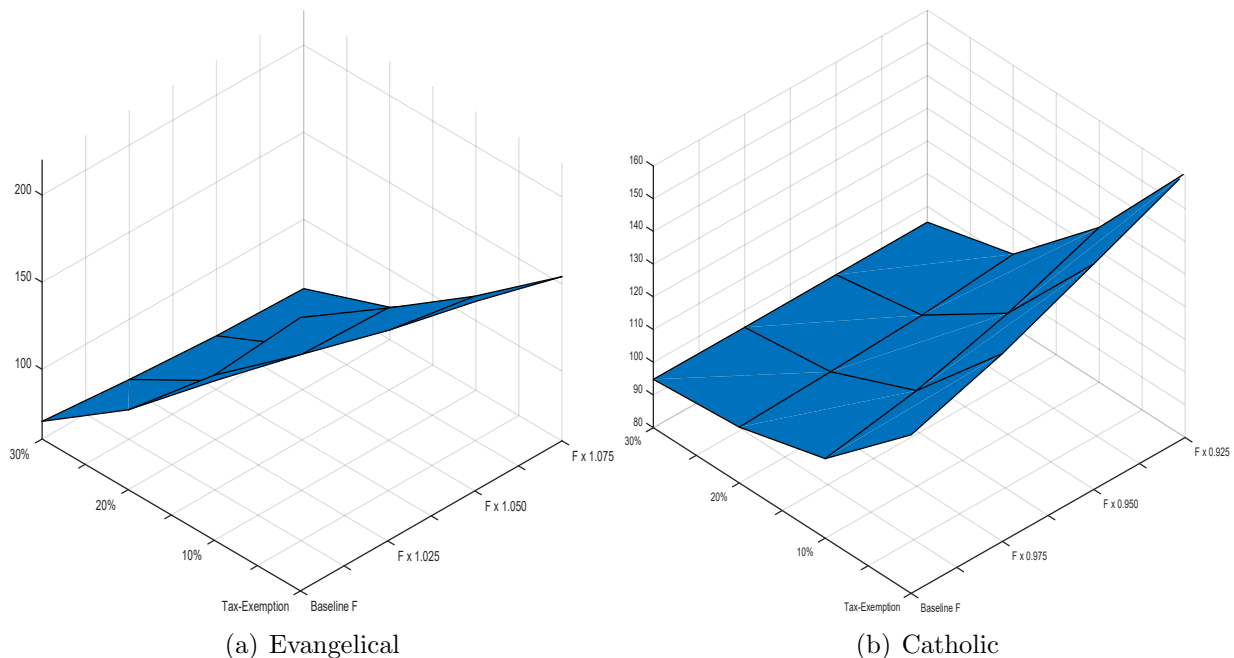 200
150
100
30%
20%
10%
Tax-Exemption
Baseline F
F x 1.025
F x 1.050
F x 1.075
(a) Evangelical
160
150
140
130
120
110
100
90
80
30%
20%
10%
Tax-Exemption
Baseline F
F x 0.975
F x 0.950
F x 0.925
(b) Catholic